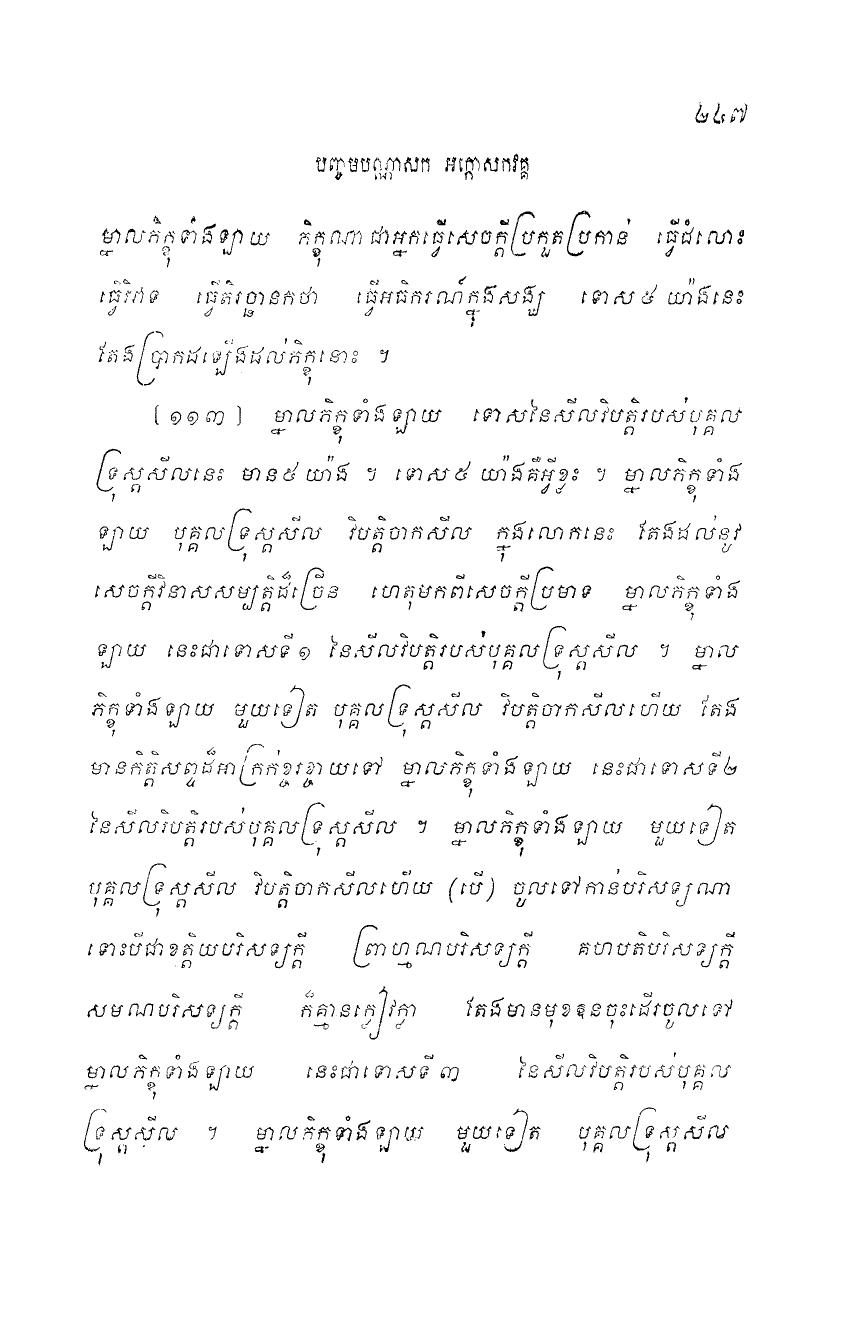 ២៤៧
បញ្ចមបណ្ណាសក អក្កោសកវគ្គ
ម្នាលភិក្ខុទាំងឡាយ ភិក្ខុណាជាអ្នកធ្វើសេចក្តីប្រកួតប្រកាន់ ធ្វើជំលោះ
ធ្វើវិវាទ ធ្វើតិរច្ឆានកថា ធ្វើអធិករណ៍ក្នុងសង្ឃ ទោស ៥ យ៉ាងនេះ
តែងប្រាកដឡើងដល់ភិក្ខុនោះ ។
[១១៣] ម្នាលភិក្ខុទាំងឡាយ ទោសនៃសីលវិបត្តិរបស់បុគ្គល
ទ្រុស្តសីលនេះ មាន៥ យ៉ាង ។ ទោស៥ យ៉ាងគឺអ្វីខ្លះ ។ ម្នាលភិក្ខុទាំង
ឡាយ បុគ្គលទ្រុស្តសីល វិបត្តិចាកសីល ក្នុងលោកនេះ តែងដល់នូវ
សេចក្តីវិនាសសម្បត្តិដ៏ច្រើន ហេតុមកពីសេចក្តីប្រមាទ ម្នាលភិក្ខុទាំង
ឡាយ នេះជាទោសទី១ នៃសីលវិបត្តិរបស់បុគ្គលទ្រុស្តសីល ។ ម្នាល
ភិក្ខុទាំងឡាយ មួយទៀត បុគ្គលទ្រុស្តសីល វិបត្តិចាកសីលហើយ តែង
មានកិត្តិសព្ទដ៏អាក្រក់ខ្ចរខ្ចាយទៅ ម្នាលភិក្ខុទាំងឡាយ នេះជាទោសទី២
នៃសីលវិបត្តិរបស់បុគ្គលទ្រុស្តសីល ។ ម្នាលភិក្ខុទាំងឡាយ មួយទៀត
បុគ្គលទ្រុស្តសីល វិបត្តិចាកសីលហើយ (បើ) ចូលទៅកាន់បរិសទ្យណា
ទោះបីជាខត្តិយបរិសទ្យក្តី ព្រាហ្មណបរិសទ្យក្តី គហបតិបរិសទ្យក្តី
សមណបរិសទ្យក្តី ក៏គ្មានក្លៀវក្លា តែងមានមុខឱនចុះដើរចូលទៅ
ម្នាលភិក្ខុទាំងឡាយ នេះជាទោសទី ៣ នៃសីលវិបត្តិរបស់បុគ្គល
ទ្រុស្តសីល ។ ម្នាលភិក្ខុទាំងឡាយ មួយទៀត បុគ្គលទ្រុស្តសីល